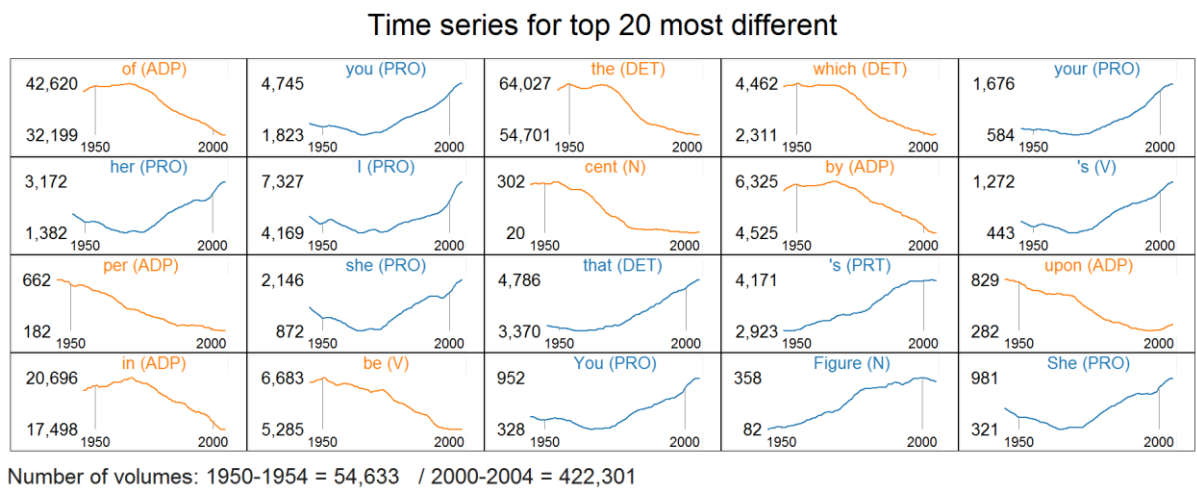 Time series for top 20 most different
of (ADP) you (PRO) the (DET) which (DET) your (PRO)
42,620 4,745 64,027 4,462 1,676
32,199 1,823 54,701 2,311 584
1950 2000 1950 2000 1950 2000 1950 2000 1950 2000
her (PRO) I (PRO) cent (N) by (ADP) 's (V)
3,172 7,327 302 6,325 1,272
1,382 4,169 20 4,525 443
1950 2000 1950 2000 1950 2000 1950 2000 1950 2000
per (ADP) she (PRO) that (DET) 's (PRT) upon (ADP)
662 2,146 4,786 4,171 829
182 872 3,370 2,923 282
1950 2000 1950 2000 1950 2000 1950 2000 1950 2000
in (ADP) be (V) You (PRO) Figure (N) She (PRO)
20,696 6,683 952 358 981
17,498 5,285 328 82 321
1950 2000 1950 2000 1950 2000 1950 2000 1950 2000
Number of volumes: 1950-1954 = 54,633 / 2000-2004 = 422,301